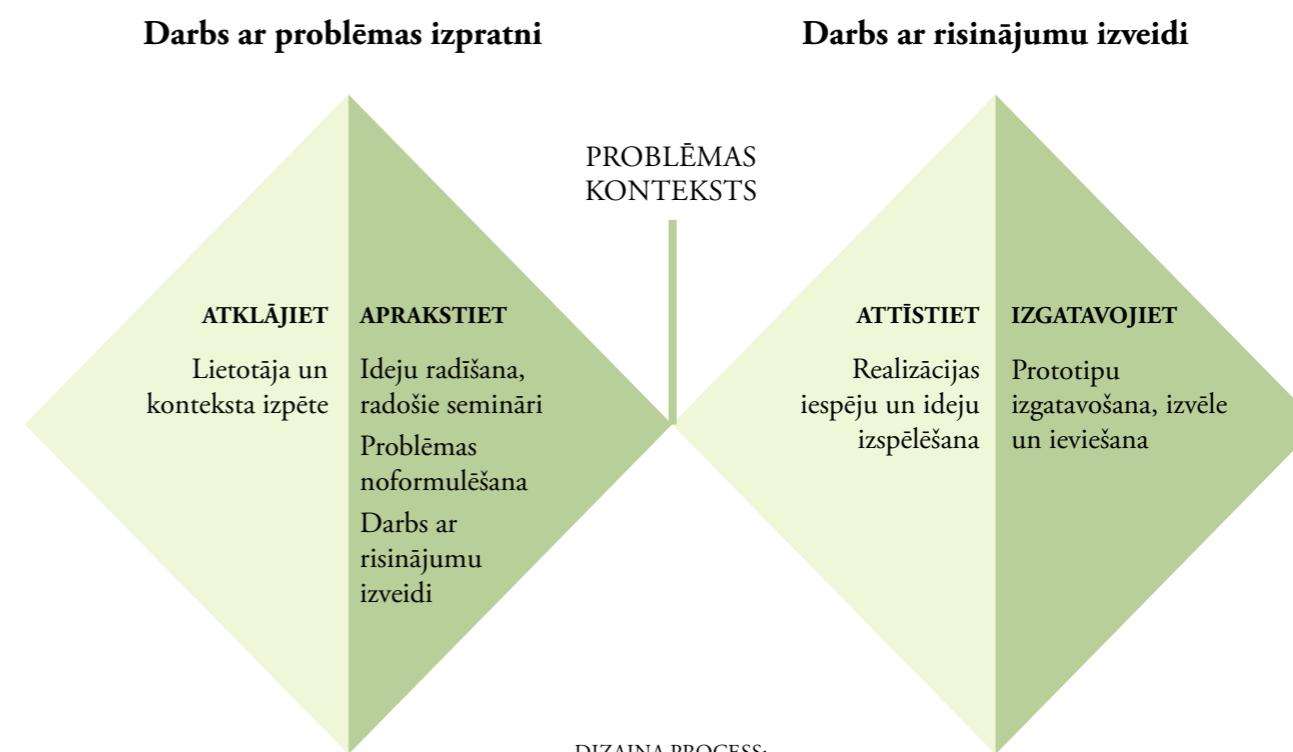 Darbs ar problēmas izpratni
Darbs ar risinājumu izveidi
PROBLĒMAS
KONTEKSTS
ATKLĀJIET
Lietotāja un
konteksta izpēte
APRAKSTIET
Ideju radīšana,
radošie semināri
Problēmas
noformulēšana
Darbs ar
risinājumu
izveidi
ATTĪSTIET
Realizācijas
iespēju un ideju
izspēlēšana
IZGATAVOJIET
Prototipu
izgatavošana, izvēle
un ieviešana
DIZAINA PROCESS: